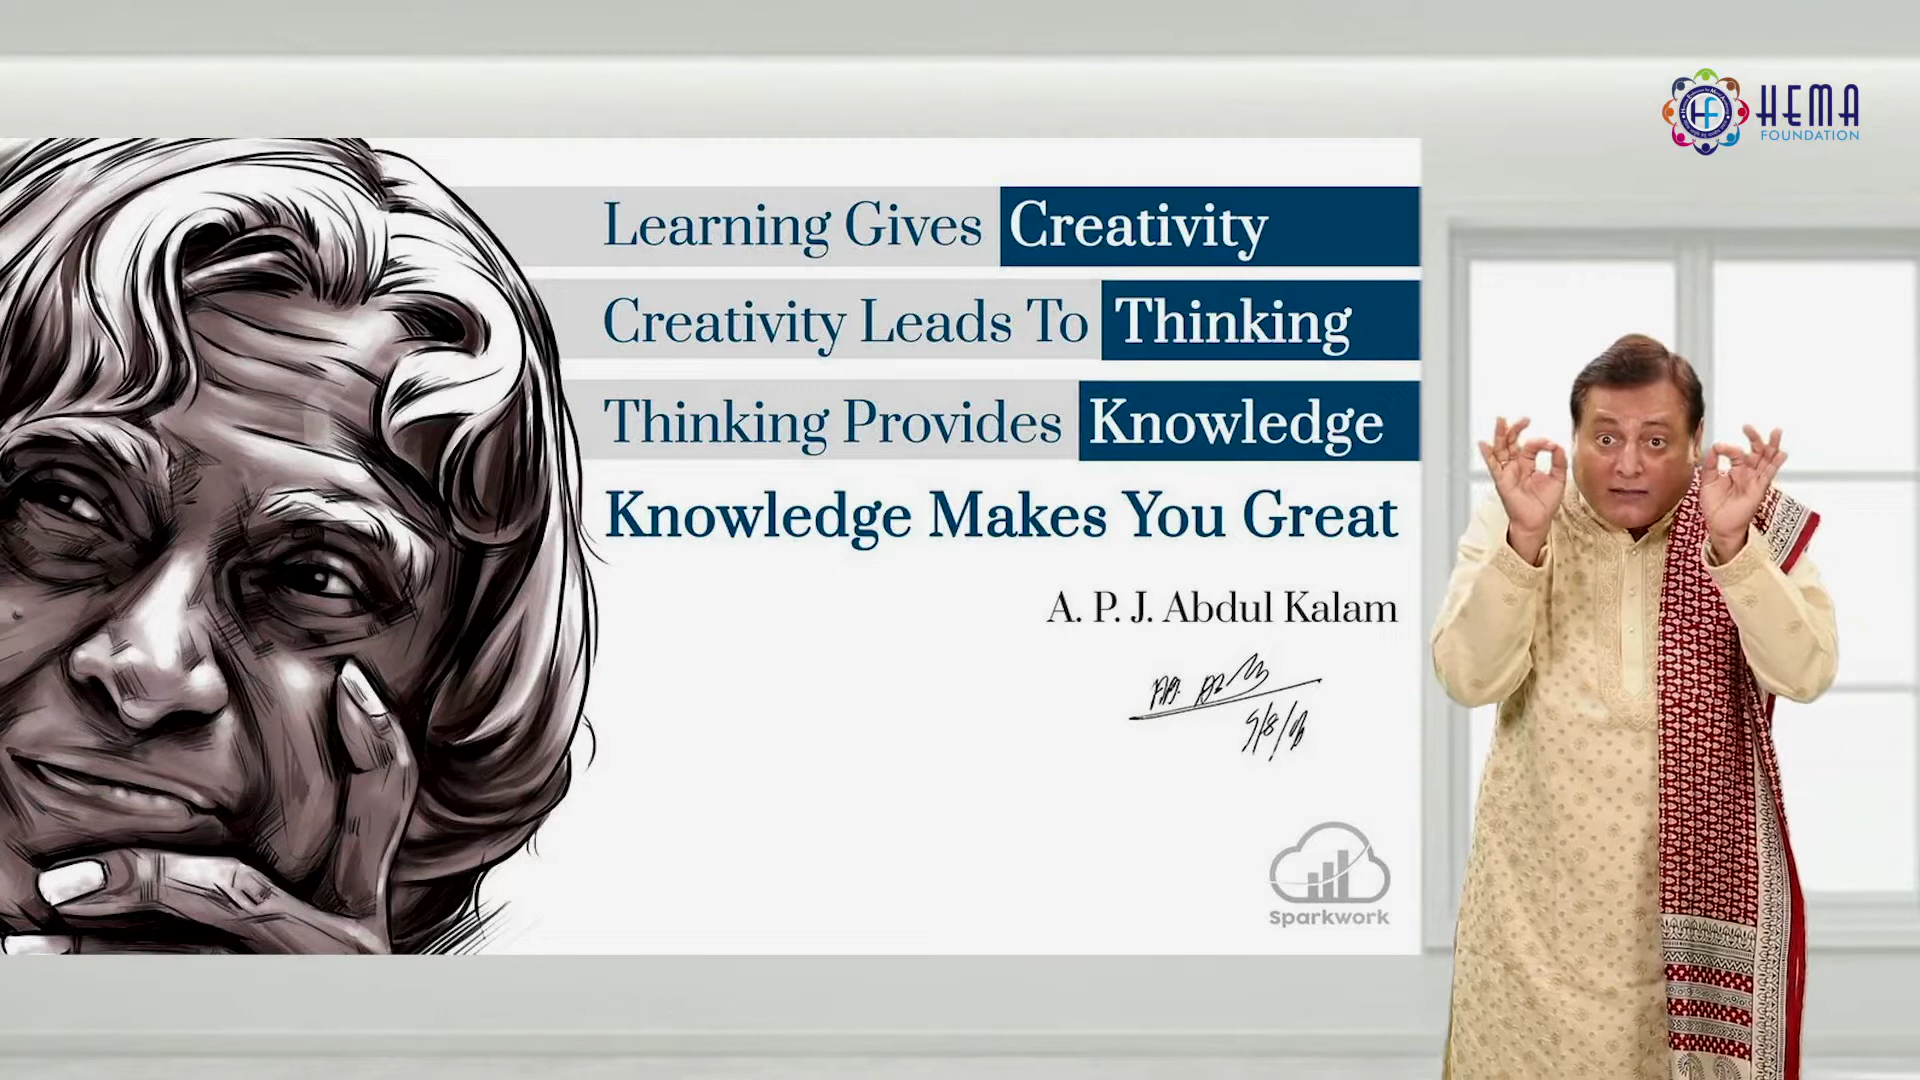 HEMA
FOUNDATION
Learning Gives Creativity
Creativity Leads To Thinking
Thinking Provides Knowledge
Knowledge Makes You Great
A. P. J. Abdul Kalam
Sparkwork